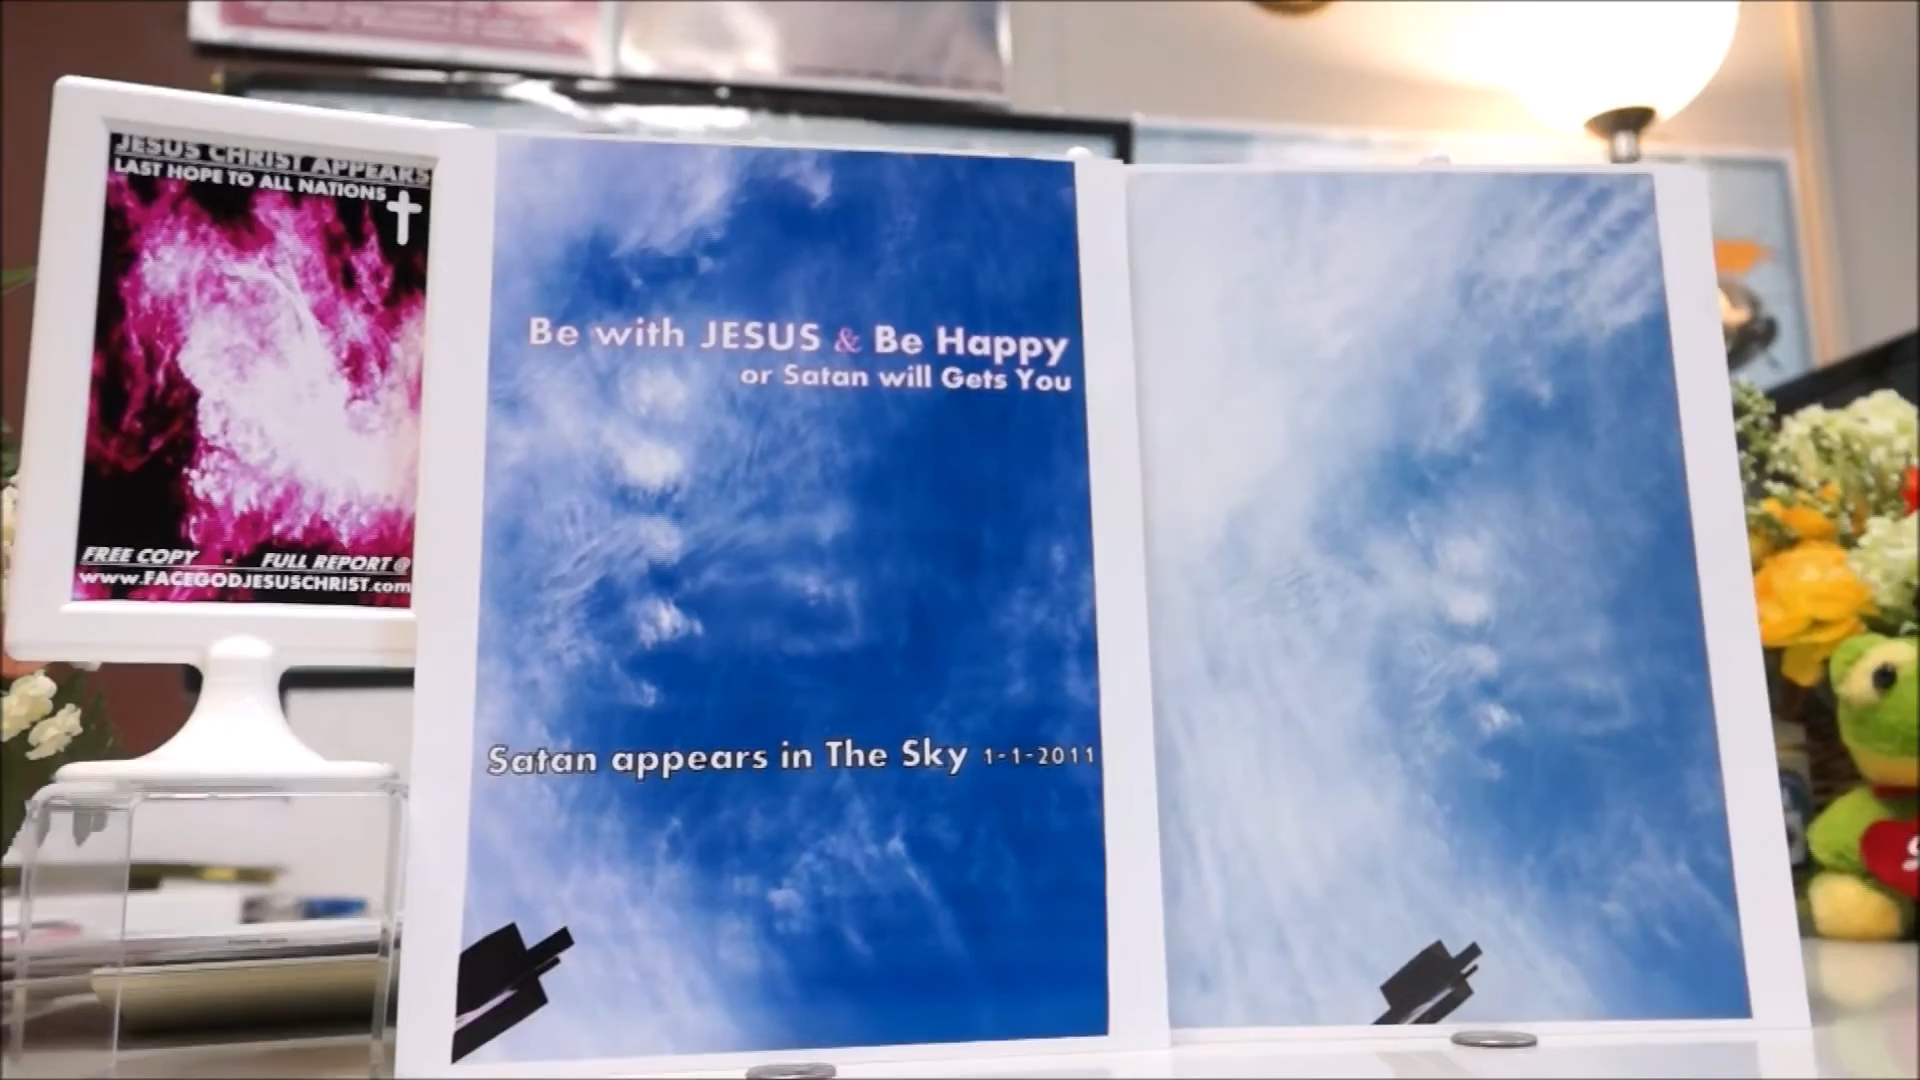 JESUS CHRIST APPEARS
LAST HOPE TO ALL NATIONS
FREE COPY - FULL REPORT @
www.FACEGODJESUSCHRIST.com
Be with JESUS & Be Happy
or Satan will Gets You
Satan appears in The Sky 1-1-2011